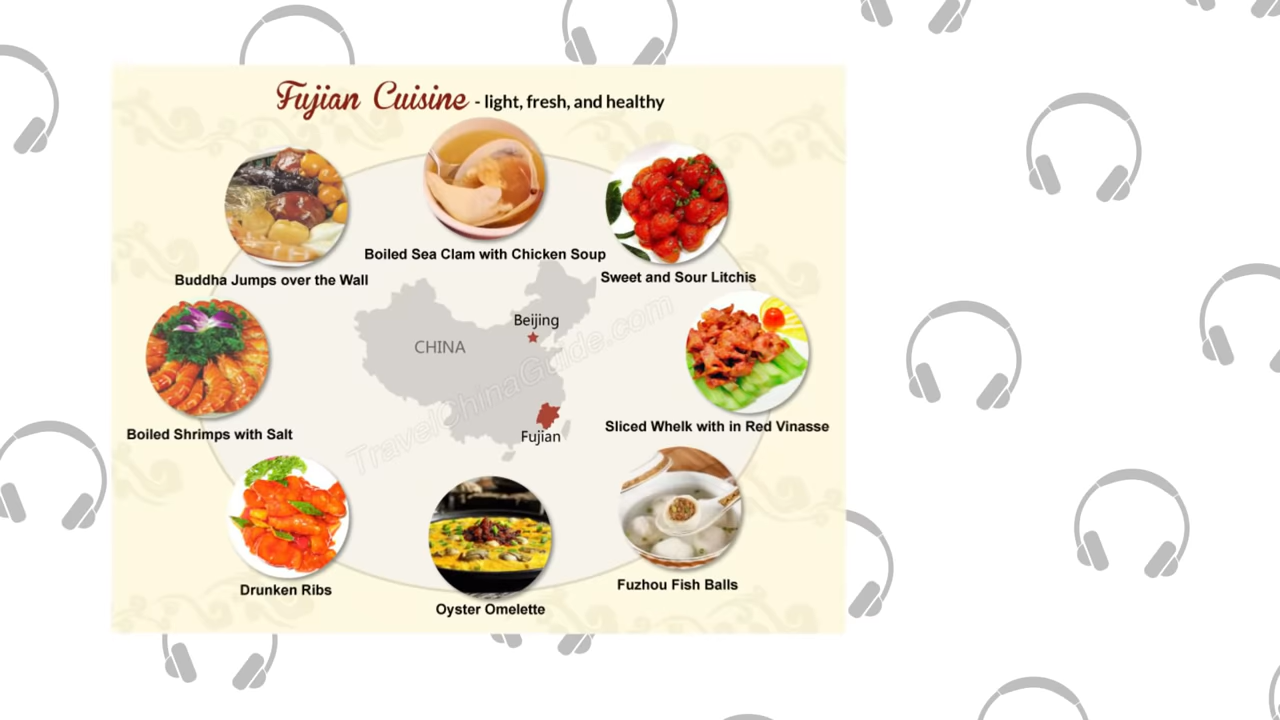 Fujian Cuisine - light, fresh, and healthy
Buddha Jumps over the Wall
Boiled Sea Clam with Chicken Soup
Sweet and Sour Litchis
Beijing
CHINA
TravelChinaGuide.com
Fujian
Boiled Shrimps with Salt
Sliced Whelk with in Red Vinasse
Drunken Ribs
Oyster Omelette
Fuzhou Fish Balls